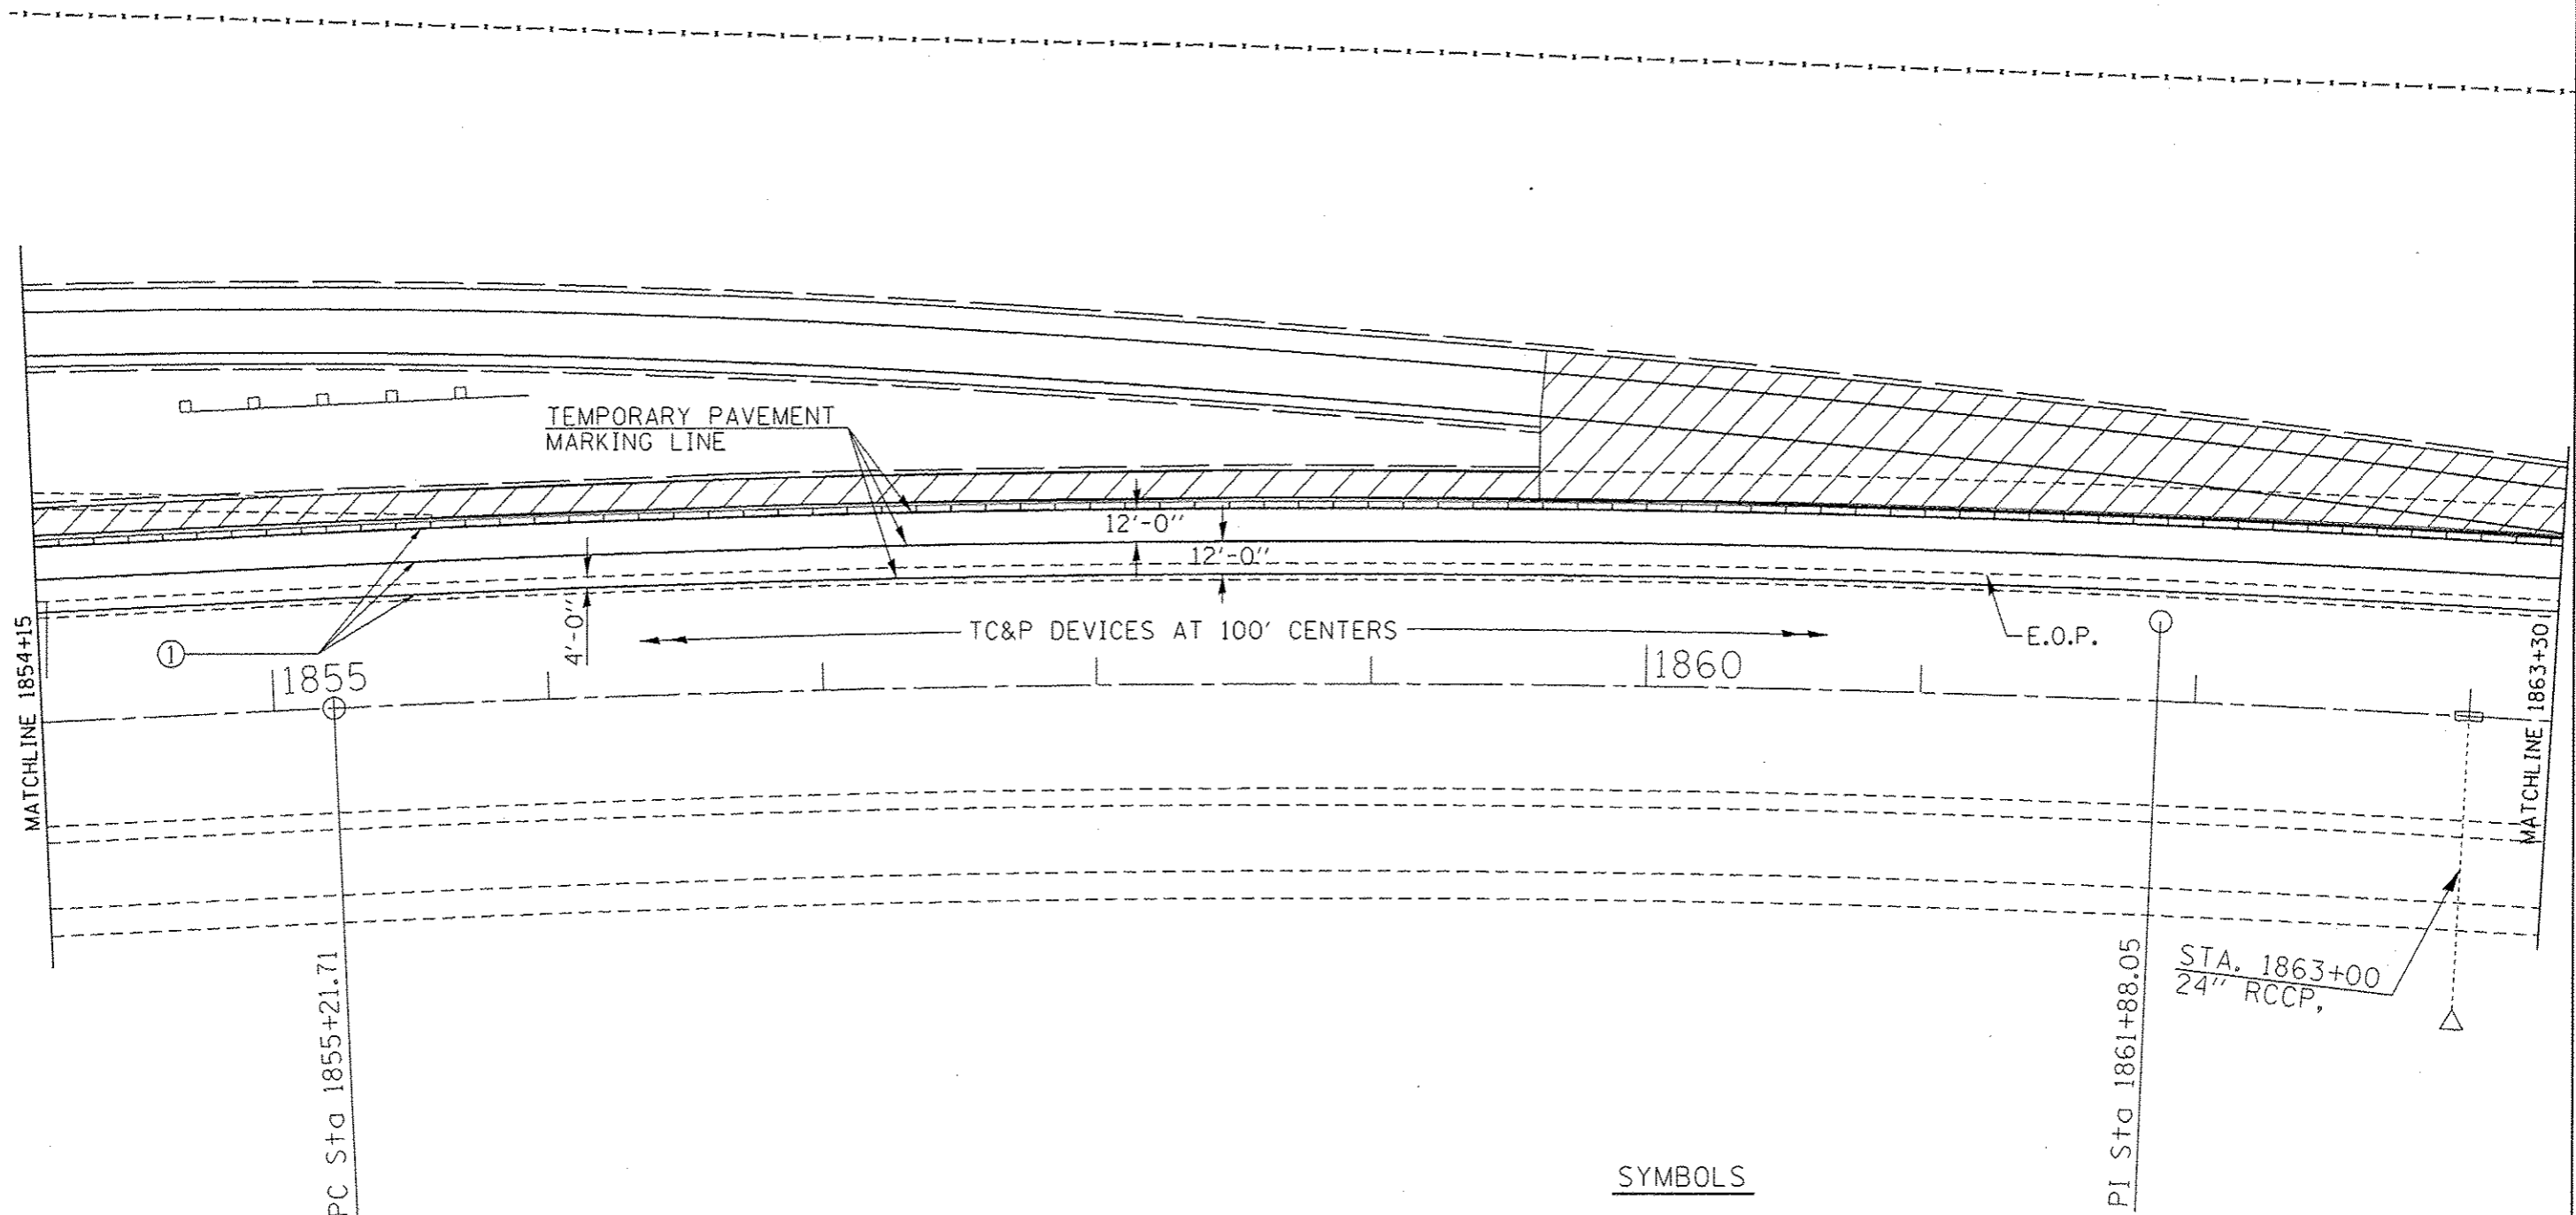 TEMPORARY PAVEMENT
MARKING LINE
12'-0"
12'-0"
4'-0"
TC&P DEVICES AT 100' CENTERS
E.O.P.
1
1855
1860
MATCHLINE 1854+15
MATCHLINE 1863+30
PC Sta 1855+21.71
PI Sta 1861+88.05
STA. 1863+00
24" RCCP,
SYMBOLS